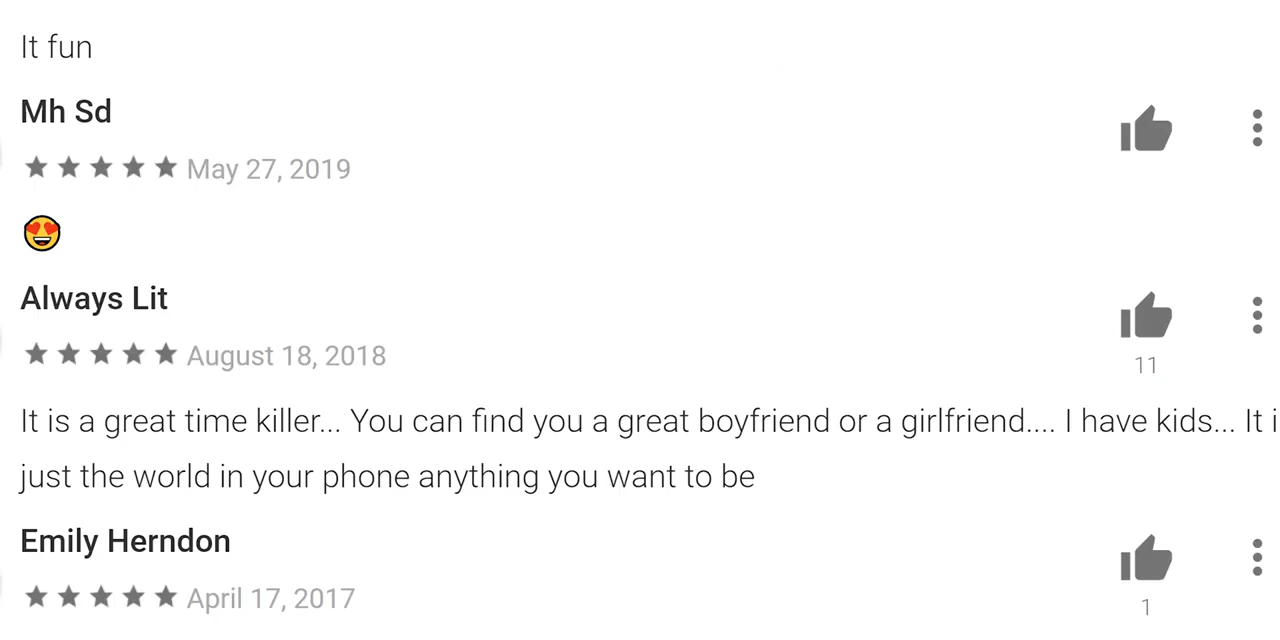 It fun
Mh Sd
May 27, 2019
Always Lit
August 18, 2018
11
It is a great time killer... You can find you a great boyfriend or a girlfriend.... I have kids... It i
just the world in your phone anything you want to be
Emily Herndon
April 17, 2017
1